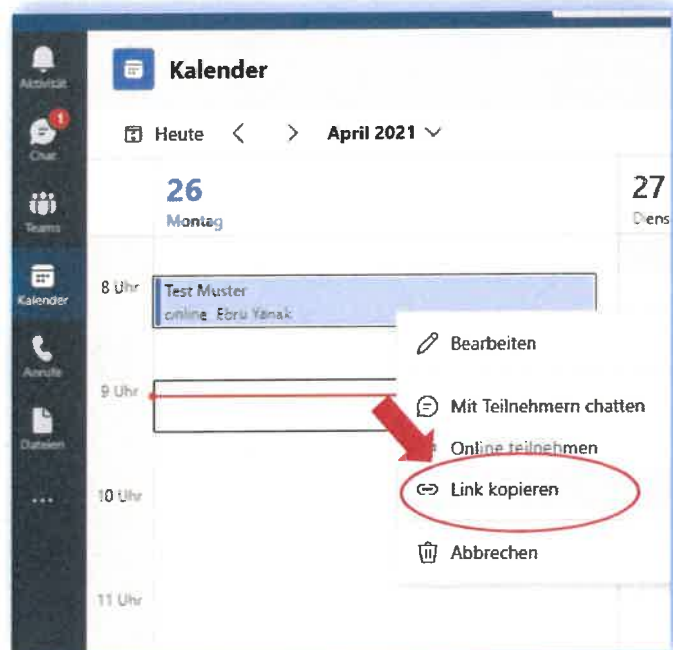 Aktivität
1
Chat
Teams
Kalender
Anrufe
Dateien
...
Kalender
Heute
April 2021
26
Montag
27
Diens
8 Uhr
Test Muster
online Ebru Yanak
9 Uhr
10 Uhr
11 Uhr
Bearbeiten
Mit Teilnehmern chatten
Online teilnehmen
Link kopieren
Abbrechen